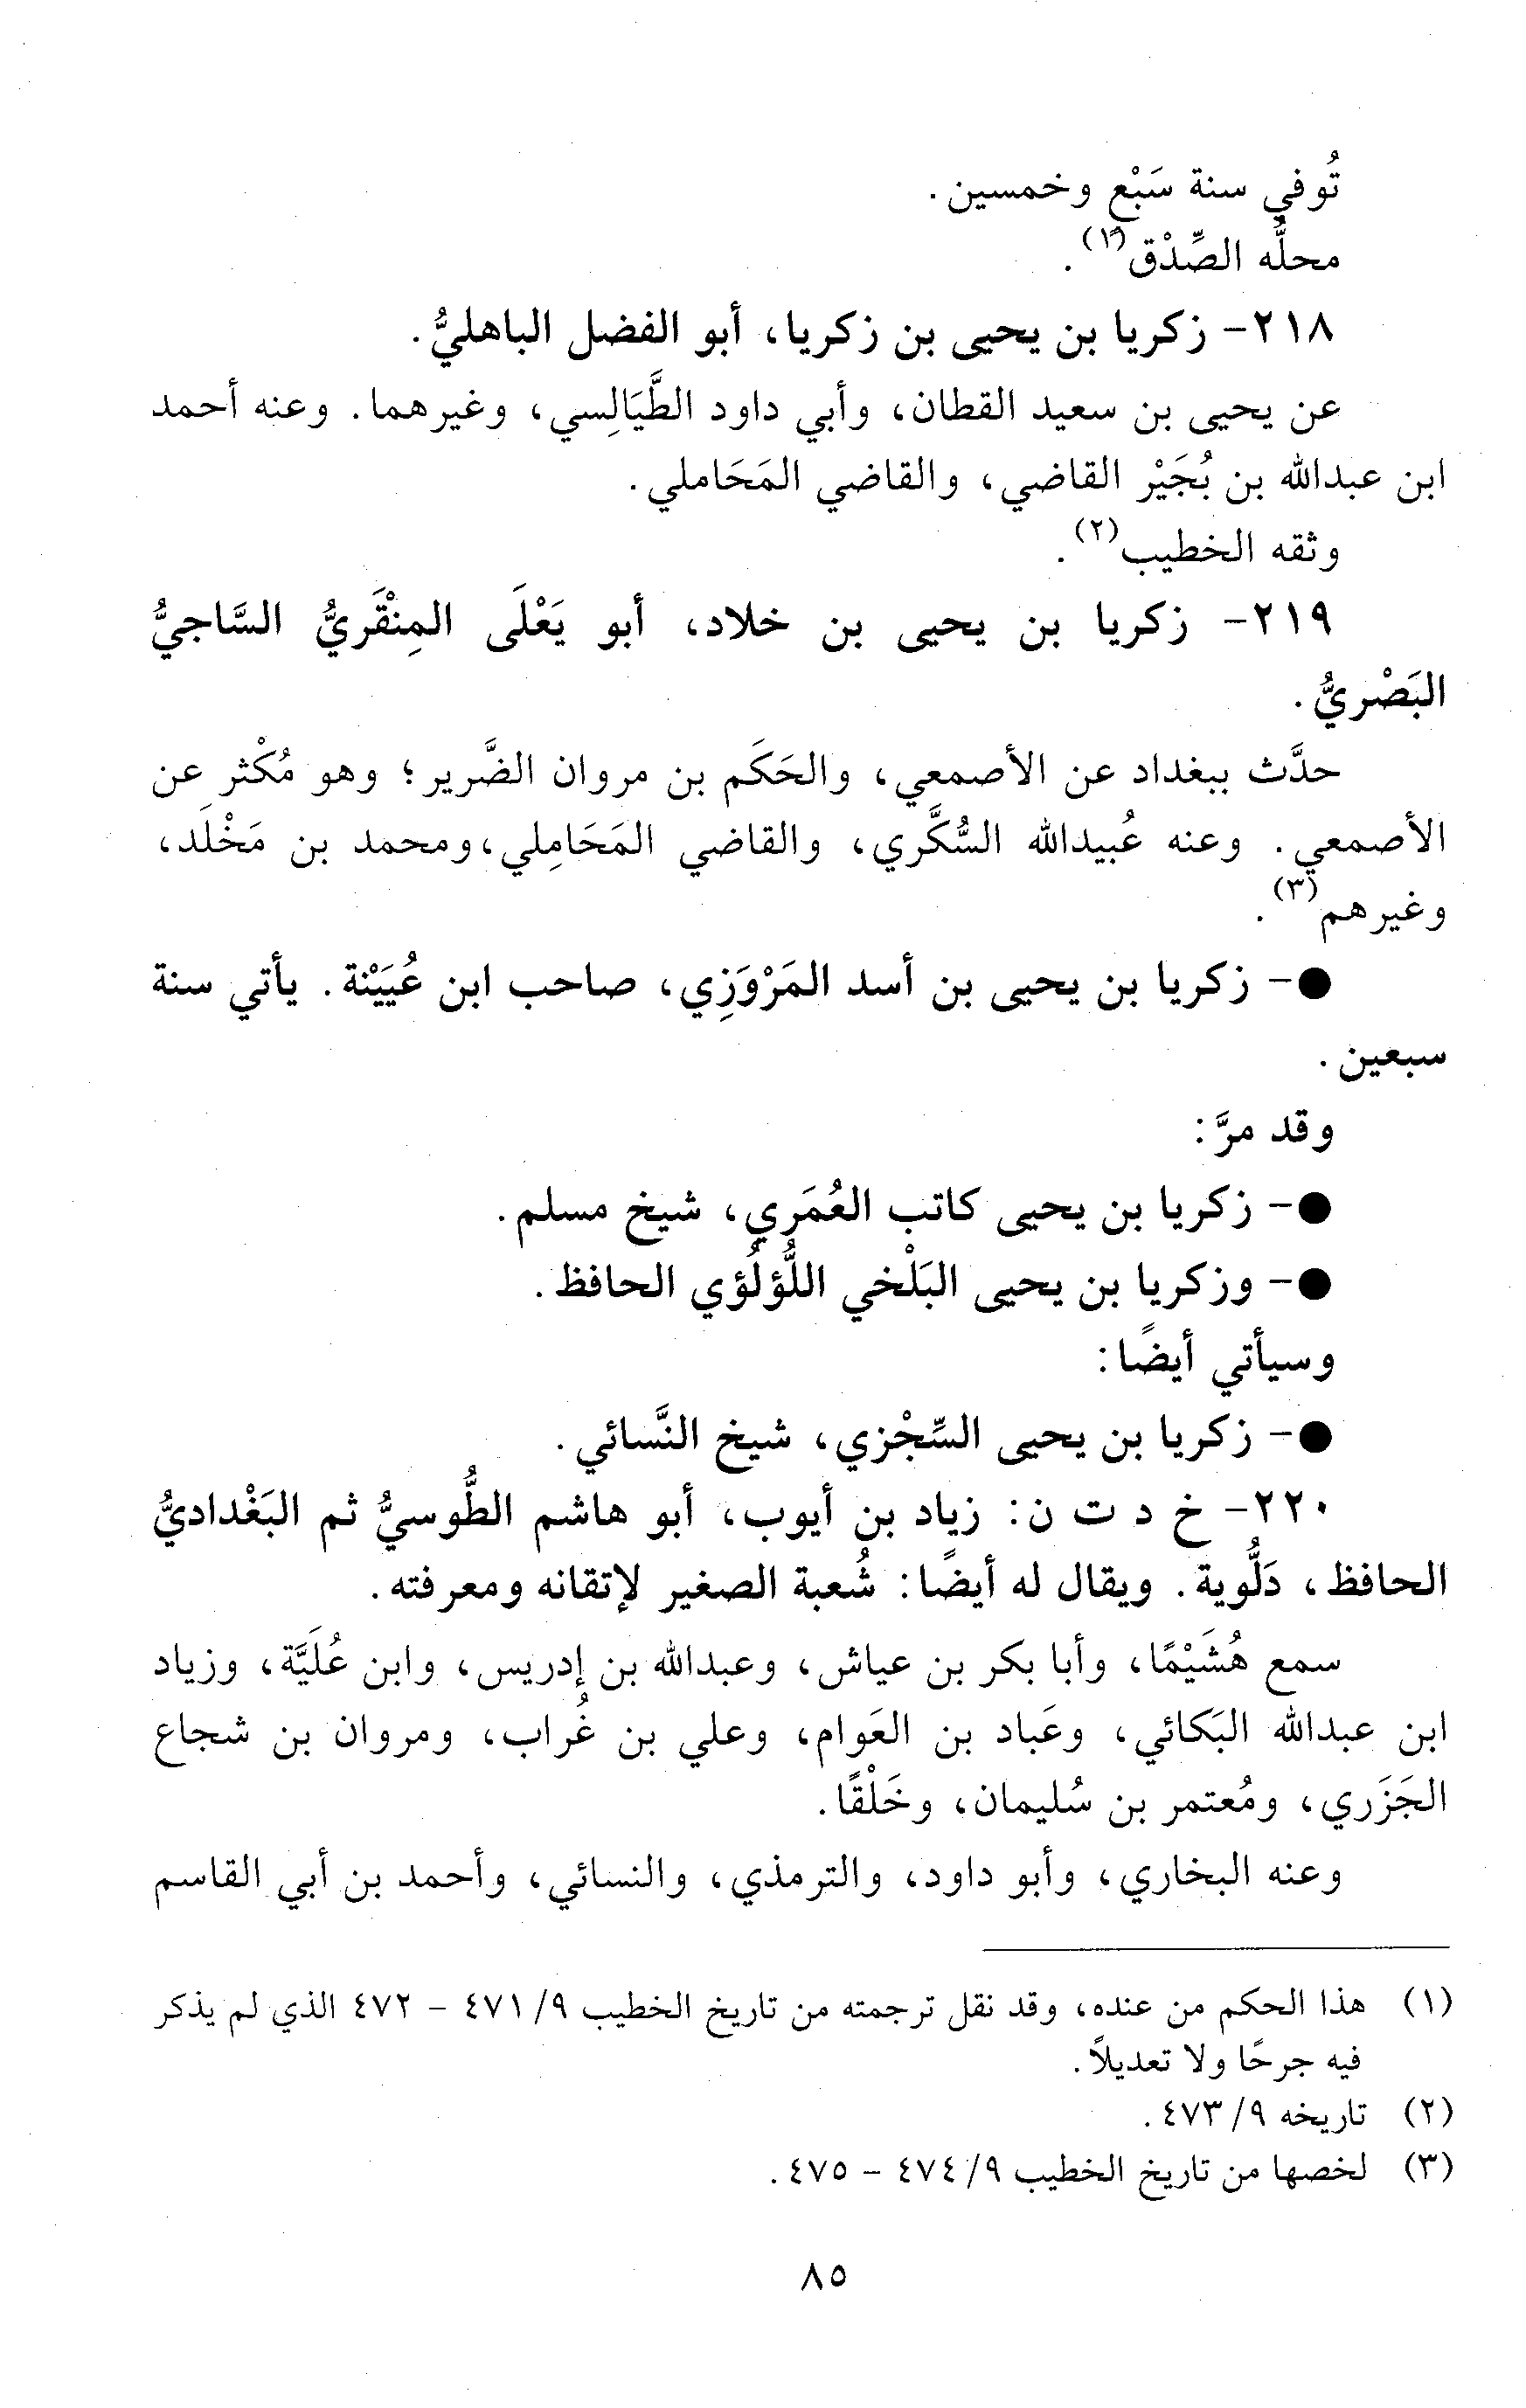 تُوفي سنة سَبْع وخمسين.
محلُّه الصِّدْق(١).
٢١٨- زكريا بن يحيى بن زكريا، أبو الفضل الباهليُّ.
عن يحيى بن سعيد القطان، وأبي داود الطَّيَالِسي، وغيرهما. وعنه أحمد
ابن عبدالله بن بُجَيْر القاضي، والقاضي المَحَاملي.
وثقه الخطيب(٢).
٢١٩- زكريا بن يحيى بن خلاد، أبو يَعْلَى المِنْقَريُّ السَّاجيُّ
البَصْريُّ.
حدَّث ببغداد عن الأصمعي، والحَكَم بن مروان الضَّرير؛ وهو مُكْثر عن
الأصمعي. وعنه عُبيدالله السُّكَّري، والقاضي المَحَامِلي،ومحمد بن مَخْلَد،
وغيرهم(٣).
●- زكريا بن يحيى بن أسد المَرْوَزِي، صاحب ابن عُيَيْنة. يأتي سنة
سبعين.
وقد مرَّ:
●- زكريا بن يحيى كاتب العُمَري، شيخ مسلم.
●- وزكريا بن يحيى البَلْخي اللُّؤلُؤي الحافظ.
وسيأتي أيضًا:
●- زكريا بن يحيى السِّجْزي، شيخ النَّسائي.
٢٢٠- خ د ت ن: زياد بن أيوب، أبو هاشم الطُّوسيُّ ثم البَغْداديُّ
الحافظ، دَلُّوية. ويقال له أيضًا: شُعبة الصغير لإتقانه ومعرفته.
سمع هُشَيْمًا، وأبا بكر بن عياش، وعبدالله بن إدريس، وابن عُلَيَّة، وزياد
ابن عبدالله البَكائي، وعَباد بن العَوام، وعلي بن غُراب، ومروان بن شجاع
الجَزَري، ومُعتمر بن سُليمان، وخَلْقًا.
وعنه البخاري، وأبو داود، والترمذي، والنسائي، وأحمد بن أبي القاسم
(١) هذا الحكم من عنده، وقد نقل ترجمته من تاريخ الخطيب ٩/ ٤٧١ - ٤٧٢ الذي لم يذكر
فيه جرحًا ولا تعديلاً.
(٢) تاريخه ٩/ ٤٧٣.
(٣) لخصها من تاريخ الخطيب ٩/ ٤٧٤ - ٤٧٥.
٨٥